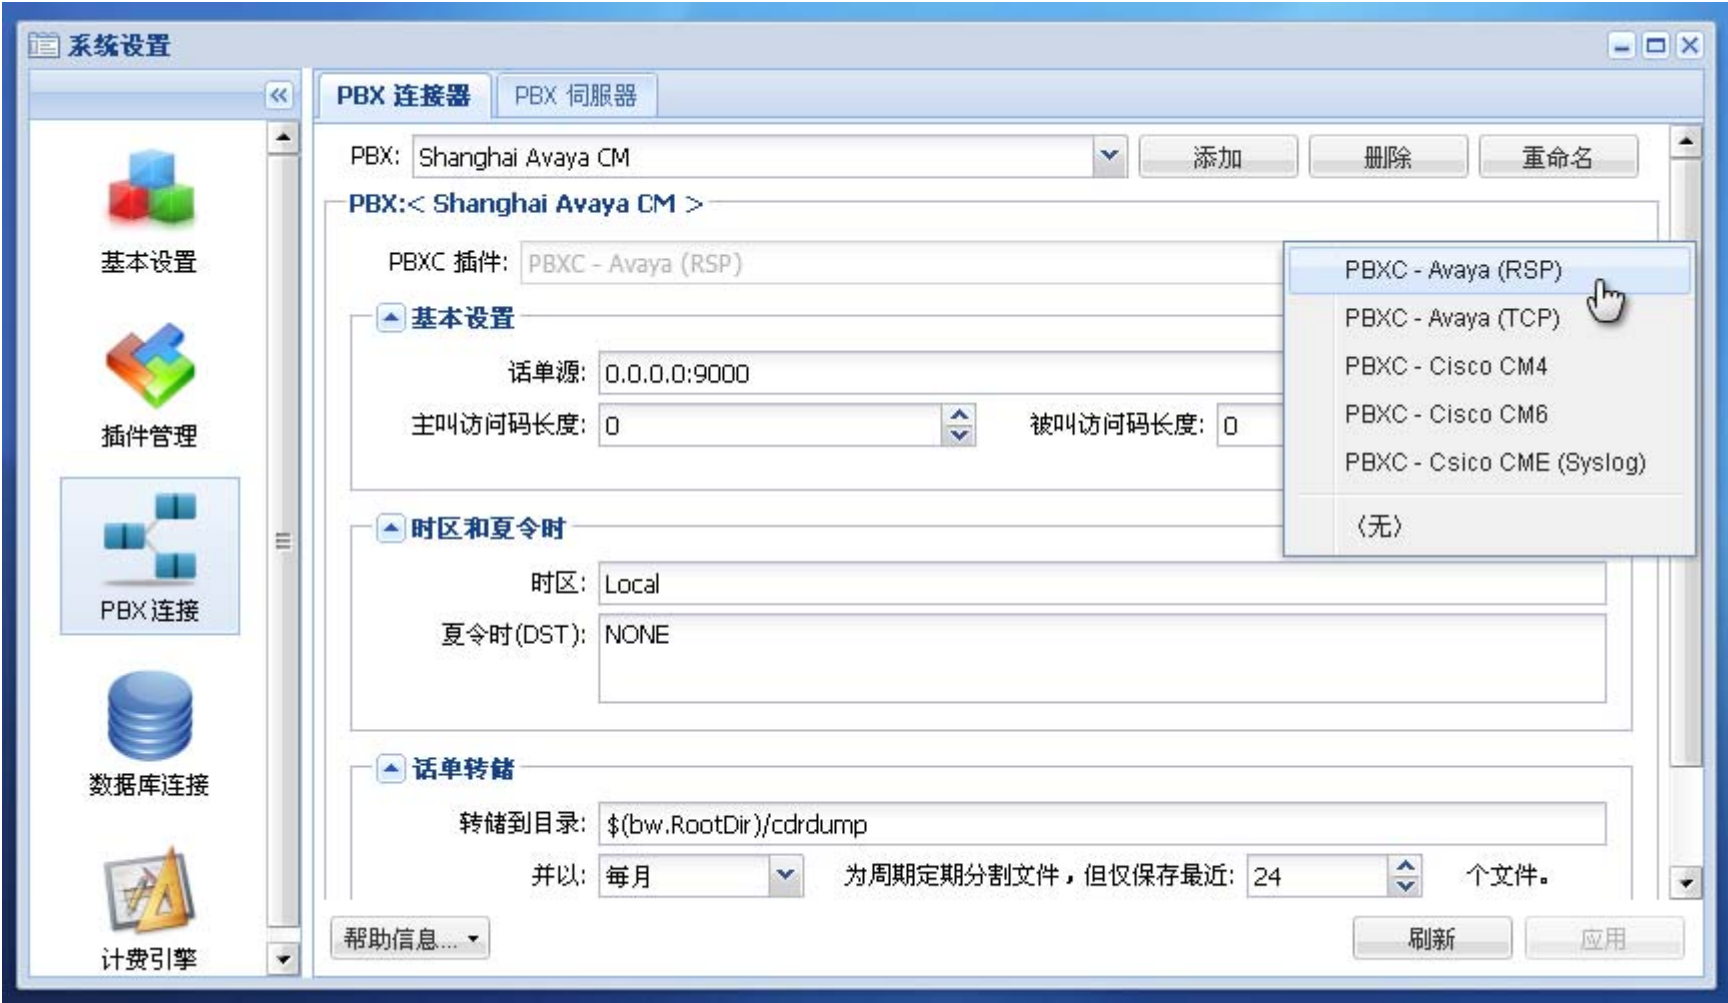 系统设置
基本设置
插件管理
PBX 连接
数据库连接
计费引擎
PBX 连接器
PBX 伺服器
PBX: Shanghai Avaya CM 添加 删除 重命名
PBX:< Shanghai Avaya CM >
PBXC 插件: PBXC - Avaya (RSP)
基本设置
话单源: 0.0.0.0:9000
主叫访问码长度: 0 被叫访问码长度: 0
PBXC - Avaya (RSP)
PBXC - Avaya (TCP)
PBXC - Cisco CM4
PBXC - Cisco CM6
PBXC - Csico CME (Syslog)
(无)
时区和夏令时
时区: Local
夏令时(DST): NONE
话单转储
转储到目录: $(bw.RootDir)/cdrdump
并以: 每月 为周期定期分割文件，但仅保存最近: 24 个文件。
帮助信息... 刷新 应用